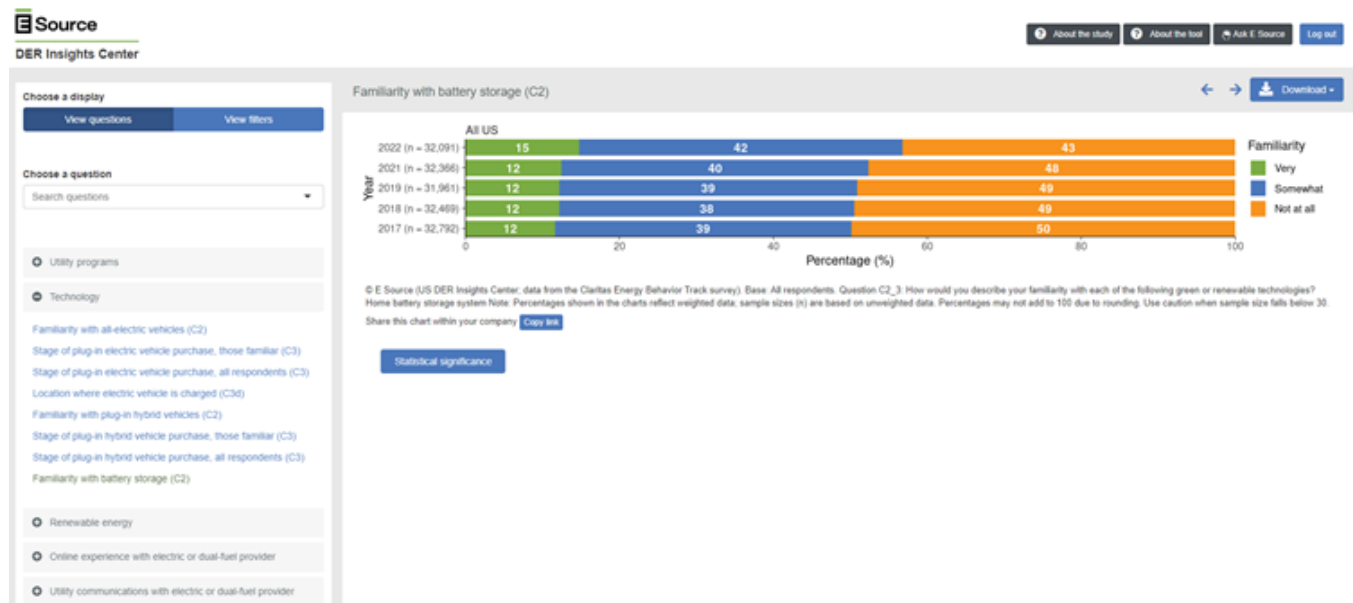 E Source
DER Insights Center
About the study
About the tool
Ask E Source
Log out
Choose a display
View questions
View filters
Choose a question
Search questions
Utility programs
Technology
Familiarity with all-electric vehicles (C2)
Stage of plug-in electric vehicle purchase, those familiar (C3)
Stage of plug-in electric vehicle purchase, all respondents (C3)
Location where electric vehicle is charged (C3d)
Familiarity with plug-in hybrid vehicles (C2)
Stage of plug-in hybrid vehicle purchase, those familiar (C3)
Stage of plug-in hybrid vehicle purchase, all respondents (C3)
Familiarity with battery storage (C2)
Renewable energy
Online experience with electric or dual-fuel provider
Utility communications with electric or dual-fuel provider
Familiarity with battery storage (C2)
Download
All US
Year
2022 (n = 32,091) 15 42 43
2021 (n = 32,366) 12 40 48
2019 (n = 31,961) 12 39 49
2018 (n = 32,469) 12 38 49
2017 (n = 32,792) 12 39 50
0 20 40 60 80 100
Percentage (%)
Familiarity
Very
Somewhat
Not at all
© E Source (US DER Insights Center; data from the Claritas Energy Behavior Track survey). Base: All respondents. Question C2_3: How would you describe your familiarity with each of the following green or renewable technologies?
Home battery storage system Note: Percentages shown in the charts reflect weighted data; sample sizes (n) are based on unweighted data. Percentages may not add to 100 due to rounding. Use caution when sample size falls below 30.
Share this chart within your company Copy link
Statistical significance